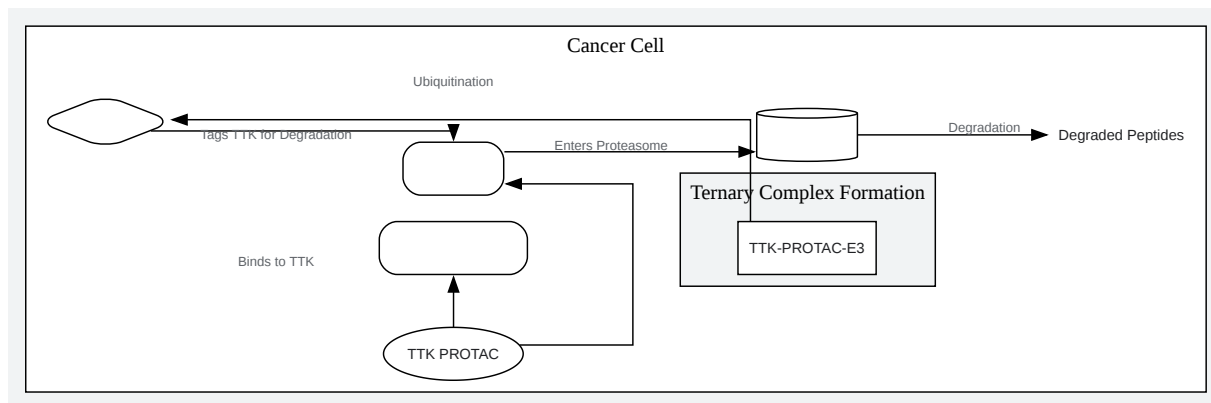 Cancer Cell
Ubiquitination
Tags TTK for Degradation
Enters Proteasome
Degradation
Degraded Peptides
Ternary Complex Formation
TTK-PROTAC-E3
Binds to TTK
TTK PROTAC